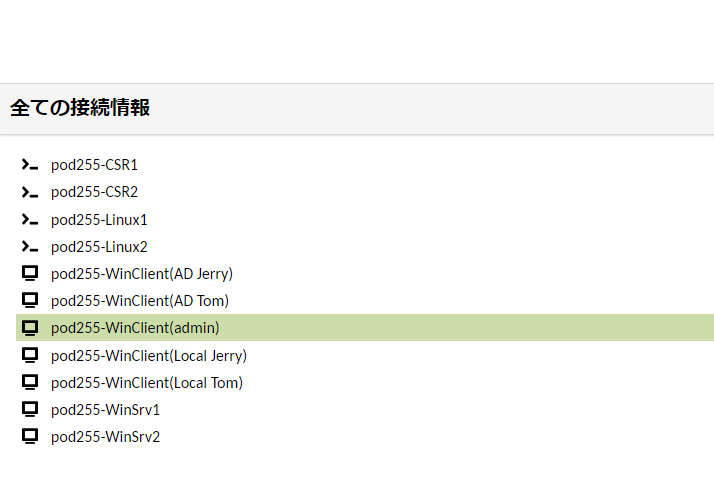 全ての接続情報
pod255-CSR1
pod255-CSR2
pod255-Linux1
pod255-Linux2
pod255-WinClient(AD Jerry)
pod255-WinClient(AD Tom)
pod255-WinClient(admin)
pod255-WinClient(Local Jerry)
pod255-WinClient(Local Tom)
pod255-WinSrv1
pod255-WinSrv2